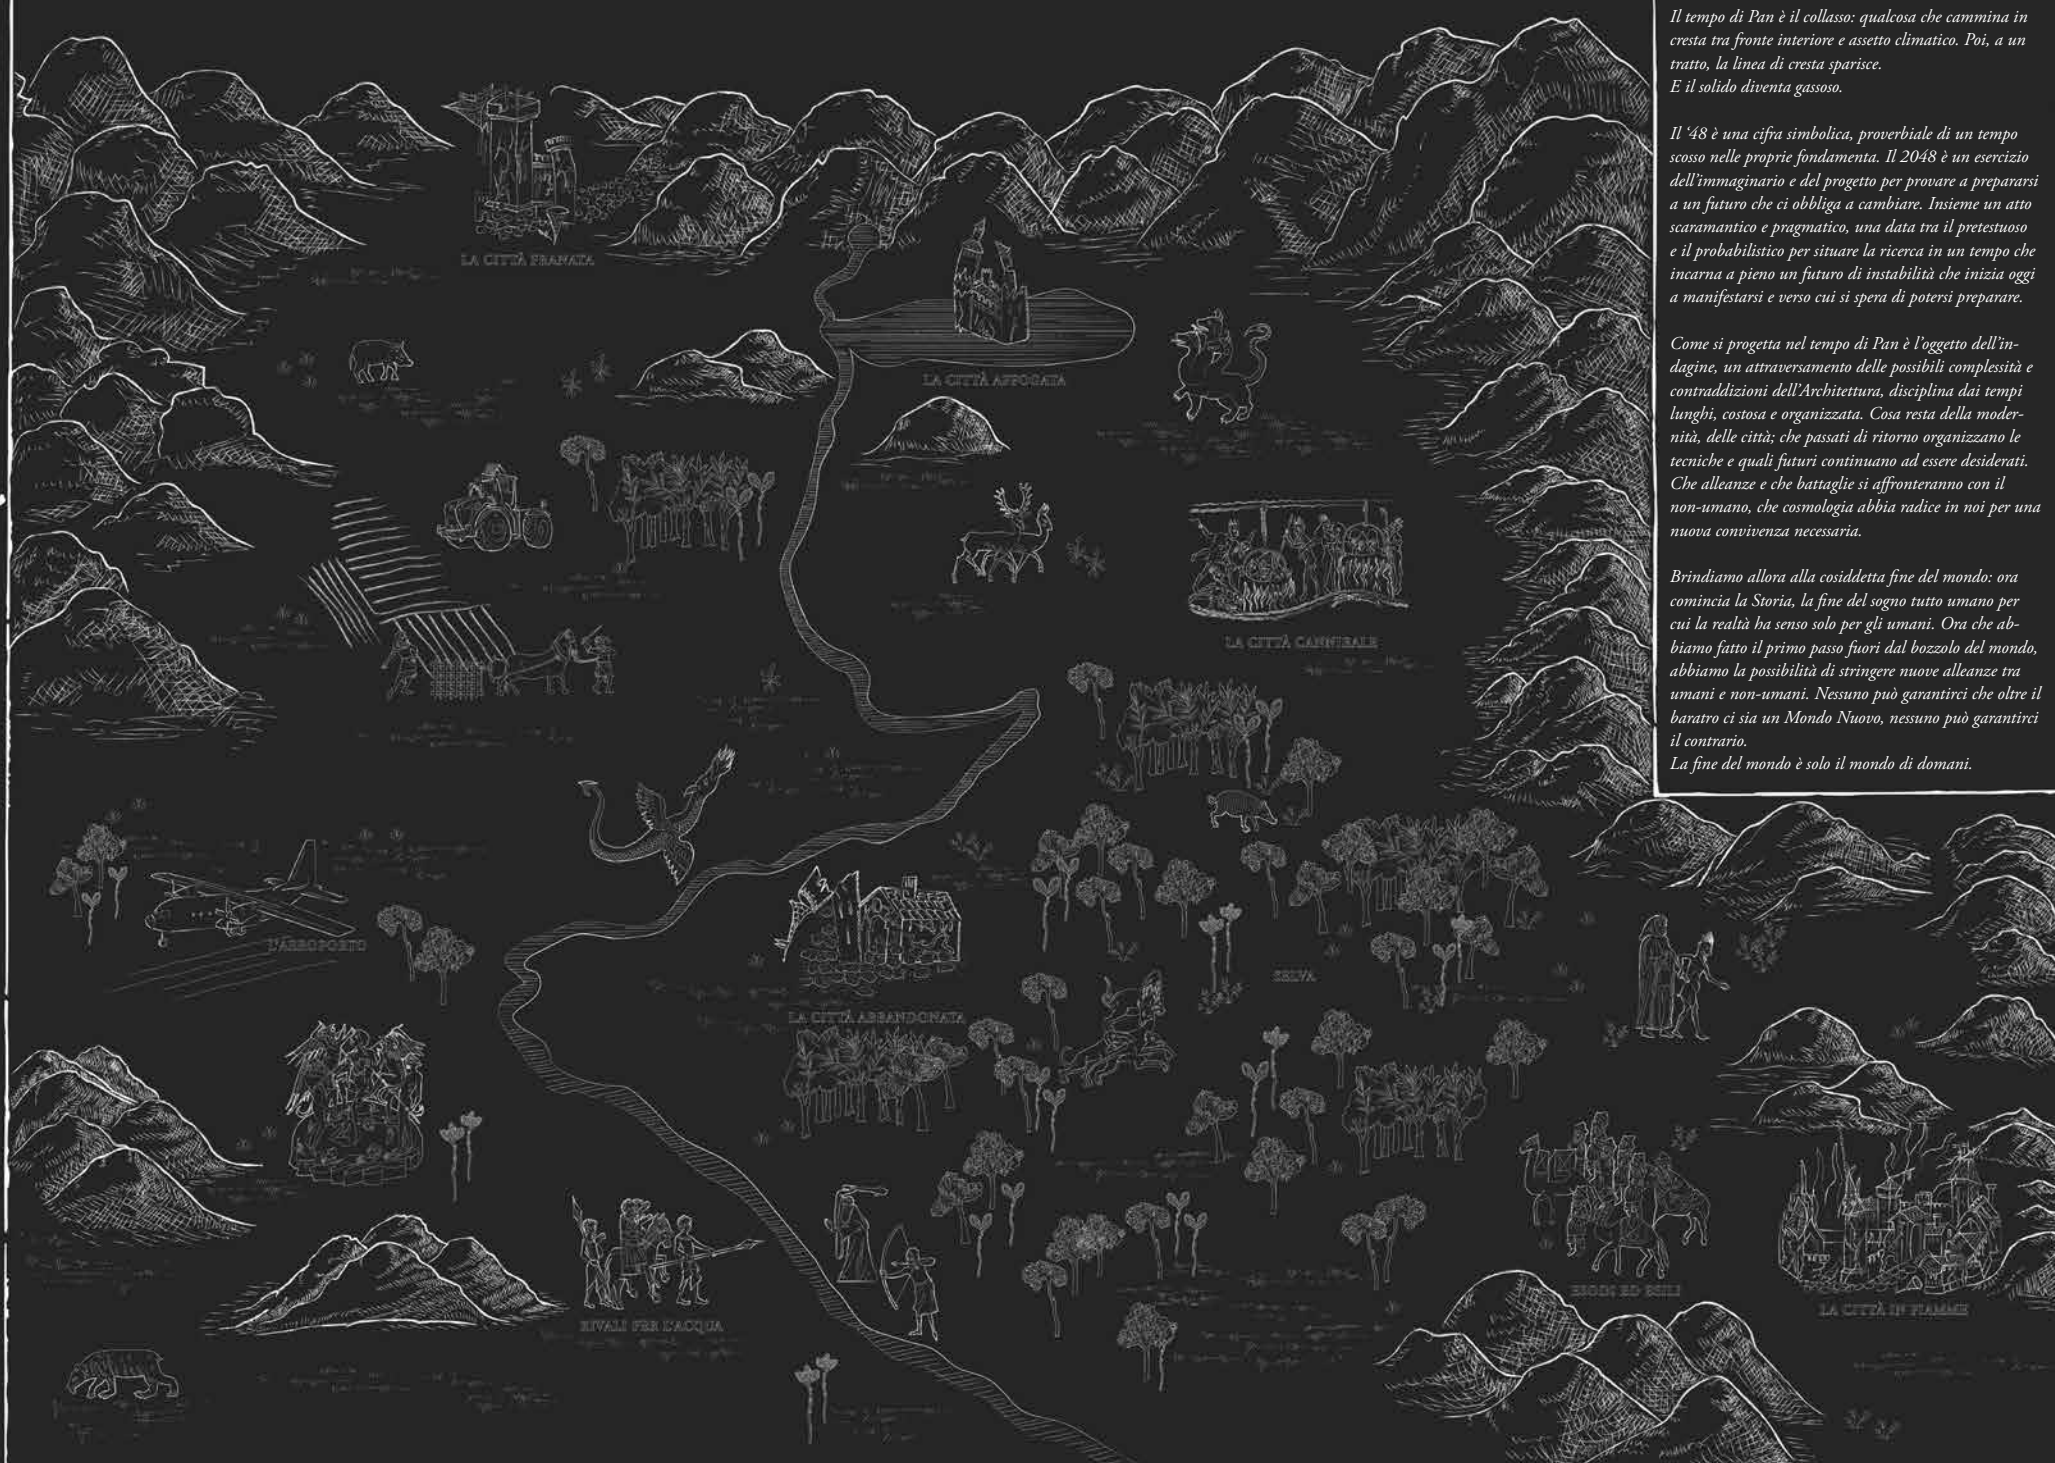 Il tempo di Pan è il collasso: qualcosa che cammina in
cresta tra fronte interiore e assetto climatico. Poi, a un
tratto, la linea di cresta sparisce.
E il solido diventa gassoso.
Il ‘48 è una cifra simbolica, proverbiale di un tempo
scosso nelle proprie fondamenta. Il 2048 è un esercizio
dell’immaginario e del progetto per provare a prepararsi
a un futuro che ci obbliga a cambiare. Insieme un atto
scaramantico e pragmatico, una data tra il pretestuoso
e il probabilistico per situare la ricerca in un tempo che
incarna a pieno un futuro di instabilità che inizia oggi
a manifestarsi e verso cui si spera di potersi preparare.
Come si progetta nel tempo di Pan è l’oggetto dell’in-
dagine, un attraversamento delle possibili complessità e
contraddizioni dell’Architettura, disciplina dai tempi
lunghi, costosa e organizzata. Cosa resta della moder-
nità, delle città; che passati di ritorno organizzano le
tecniche e quali futuri continuano ad essere desiderati.
Che alleanze e che battaglie si affronteranno con il
non-umano, che cosmologia abbia radice in noi per una
nuova convivenza necessaria.
Brindiamo allora alla cosiddetta fine del mondo: ora
comincia la Storia, la fine del sogno tutto umano per
cui la realtà ha senso solo per gli umani. Ora che ab-
biamo fatto il primo passo fuori dal bozzolo del mondo,
abbiamo la possibilità di stringere nuove alleanze tra
umani e non-umani. Nessuno può garantirci che oltre il
baratro ci sia un Mondo Nuovo, nessuno può garantirci
il contrario.
La fine del mondo è solo il mondo di domani.
LA CITTÀ FRANATA
LA CITTÀ AFFOGATA
LA CITTÀ CANNIBALE
L'AEROPORTO
SELVA
LA CITTÀ ABBANDONATA
ESODI ED ESILI
LA CITTÀ IN FIAMME
RIVALI PER L'ACQUA